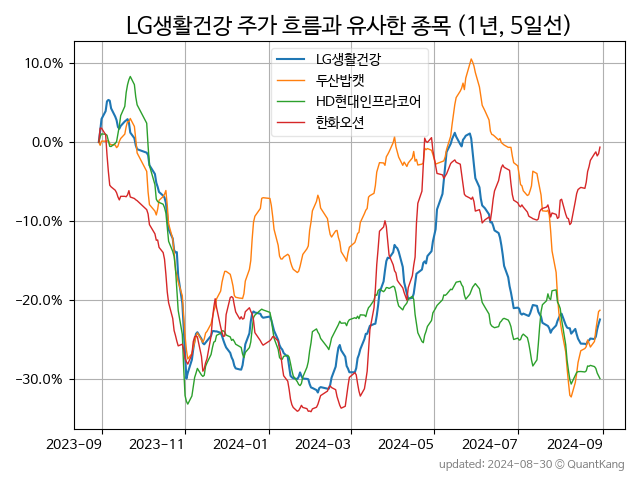 LG생활건강 주가 흐름과 유사한 종목 (1년, 5일선)
LG생활건강
두산밥캣
HD현대인프라코어
한화오션
10.0%
0.0%
−10.0%
−20.0%
−30.0%
2023-09 2023-11 2024-01 2024-03 2024-05 2024-07 2024-09
updated: 2024-08-30 © QuantKang